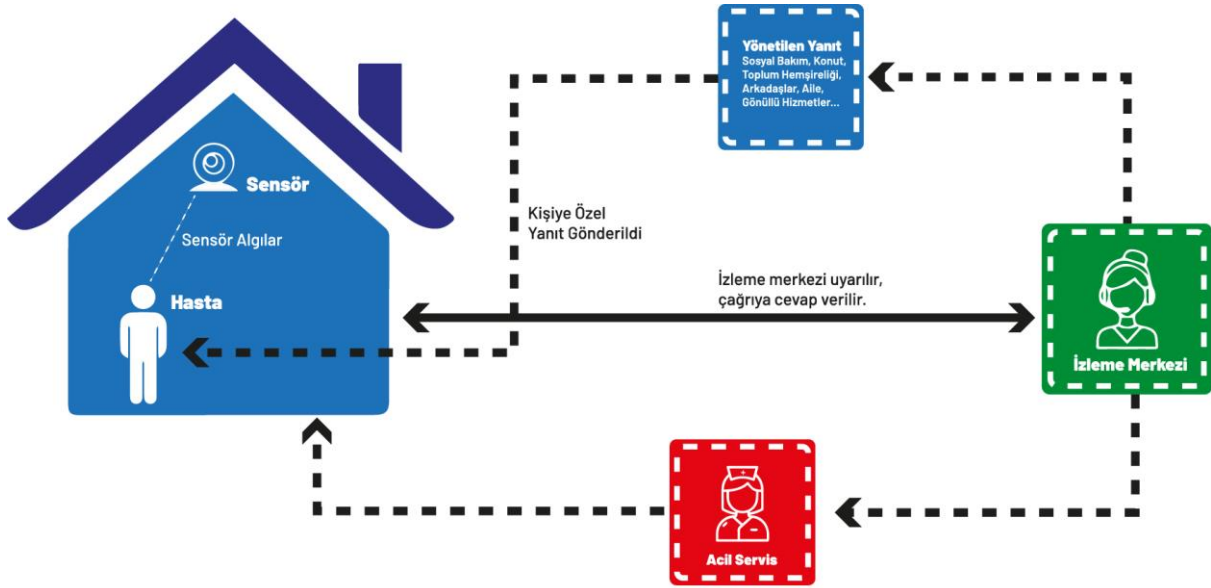 Yönetilen Yanıt
Sosyal Bakım, Konut,
Toplum Hemşireliği,
Arkadaşlar, Aile,
Gönüllü Hizmetler...
Sensör
Sensör Algılar
Kişiye Özel
Yanıt Gönderildi
Hasta
İzleme merkezi uyarılır,
çağrıya cevap verilir.
İzleme Merkezi
Acil Servis